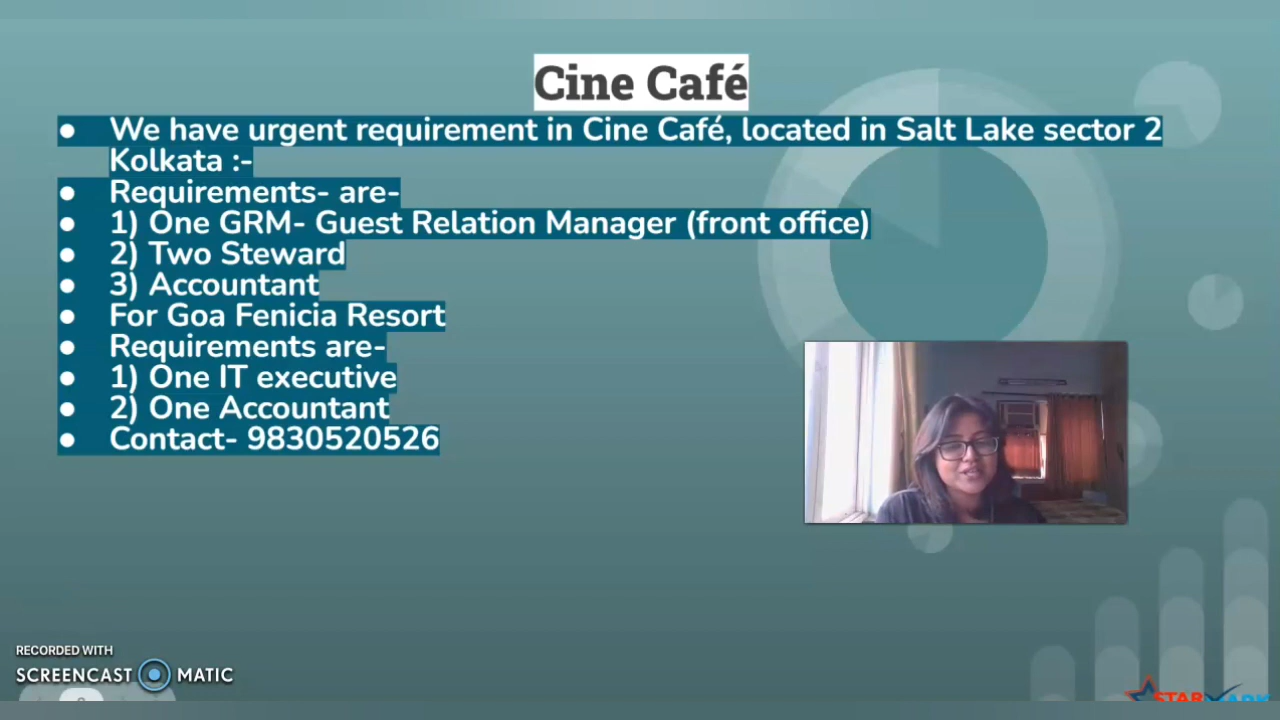 Cine Café
● We have urgent requirement in Cine Café, located in Salt Lake sector 2
Kolkata :-
● Requirements- are-
● 1) One GRM- Guest Relation Manager (front office)
● 2) Two Steward
● 3) Accountant
● For Goa Fenicia Resort
● Requirements are-
● 1) One IT executive
● 2) One Accountant
● Contact- 9830520526
RECORDED WITH
SCREENCAST MATIC
STARMARK